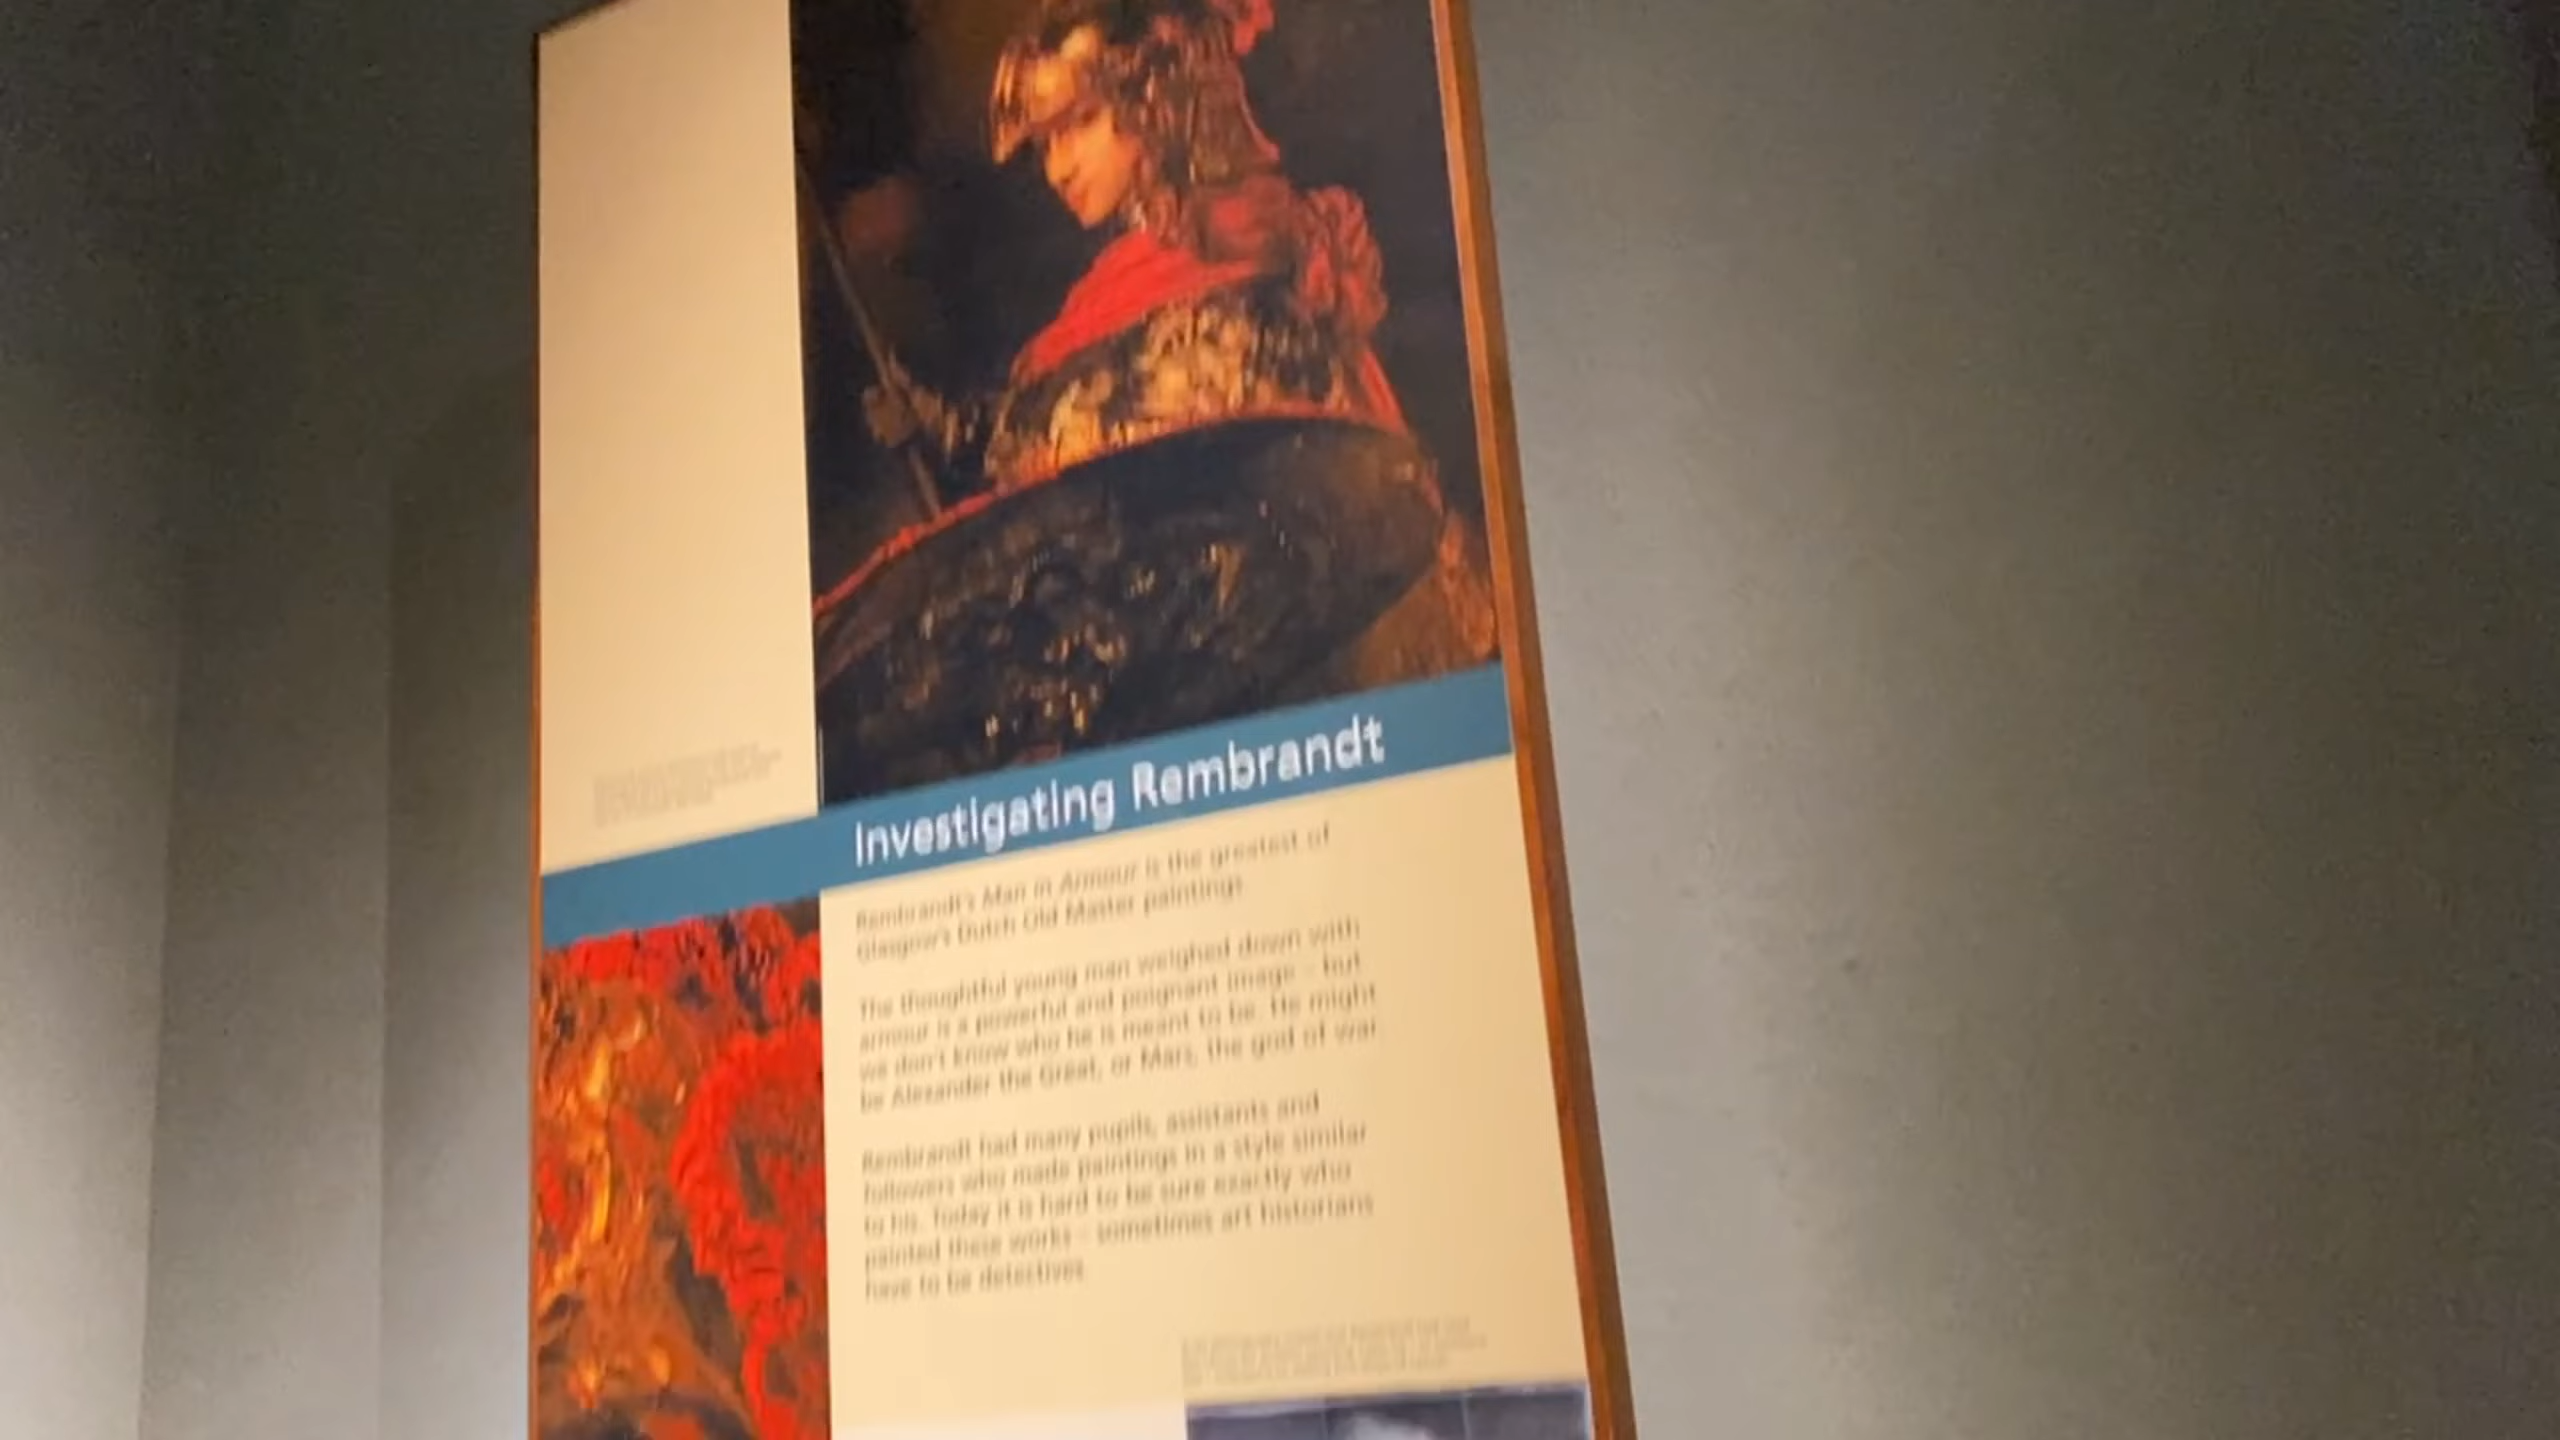 Investigating Rembrandt
Rembrandt's Man in Armour is the greatest of
Glasgow's Dutch Old Master paintings
The thoughtful young man weighed down with
armour is a powerful and poignant image – but
we don't know who he is meant to be. He might
be Alexander the Great, or Mars, the god of war
Rembrandt had many pupils, assistants and
followers who made paintings in a style similar
to his. Today it is hard to be sure exactly who
painted these works – sometimes art historians
have to be detectives